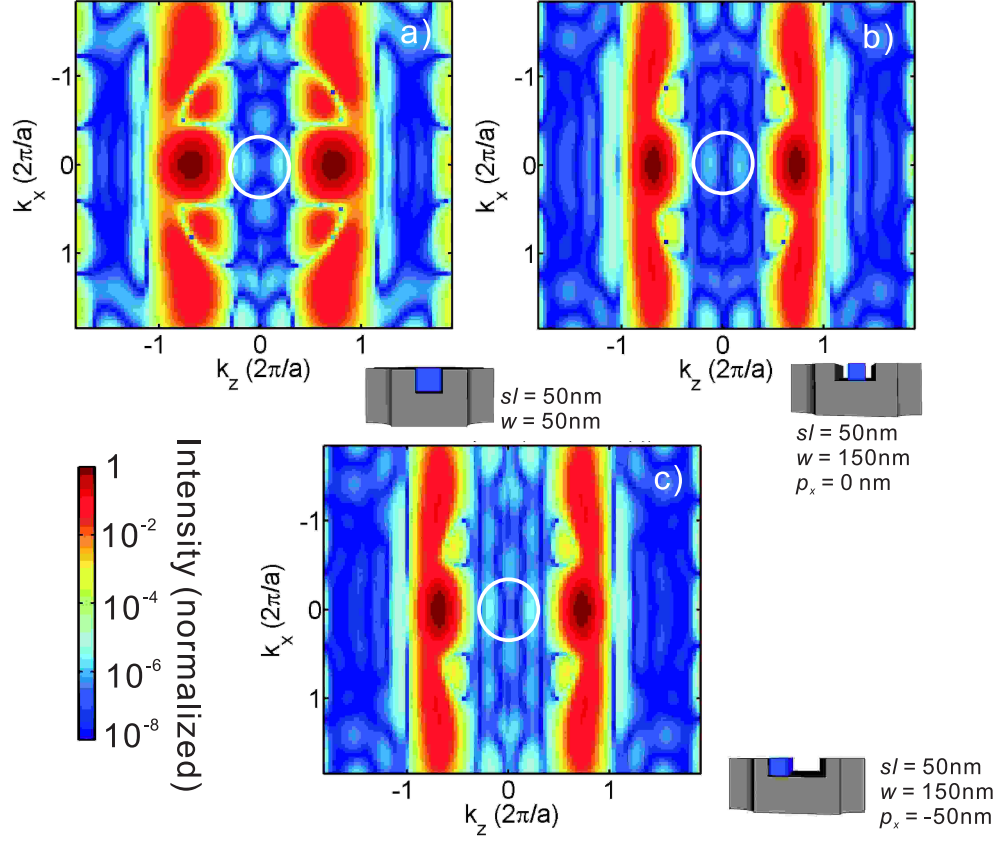 a)
-1
0
1
k_x (2π/a)
-1 0 1
k_z (2π/a)
b)
-1
0
1
k_x (2π/a)
-1 0 1
k_z (2π/a)
sl = 50nm
w = 50nm
sl = 50nm
w = 150nm
p_x = 0 nm
1
10^-2
10^-4
10^-6
10^-8
Intensity (normalized)
c)
-1
0
1
k_x (2π/a)
-1 0 1
k_z (2π/a)
sl = 50nm
w = 150nm
p_x = -50nm